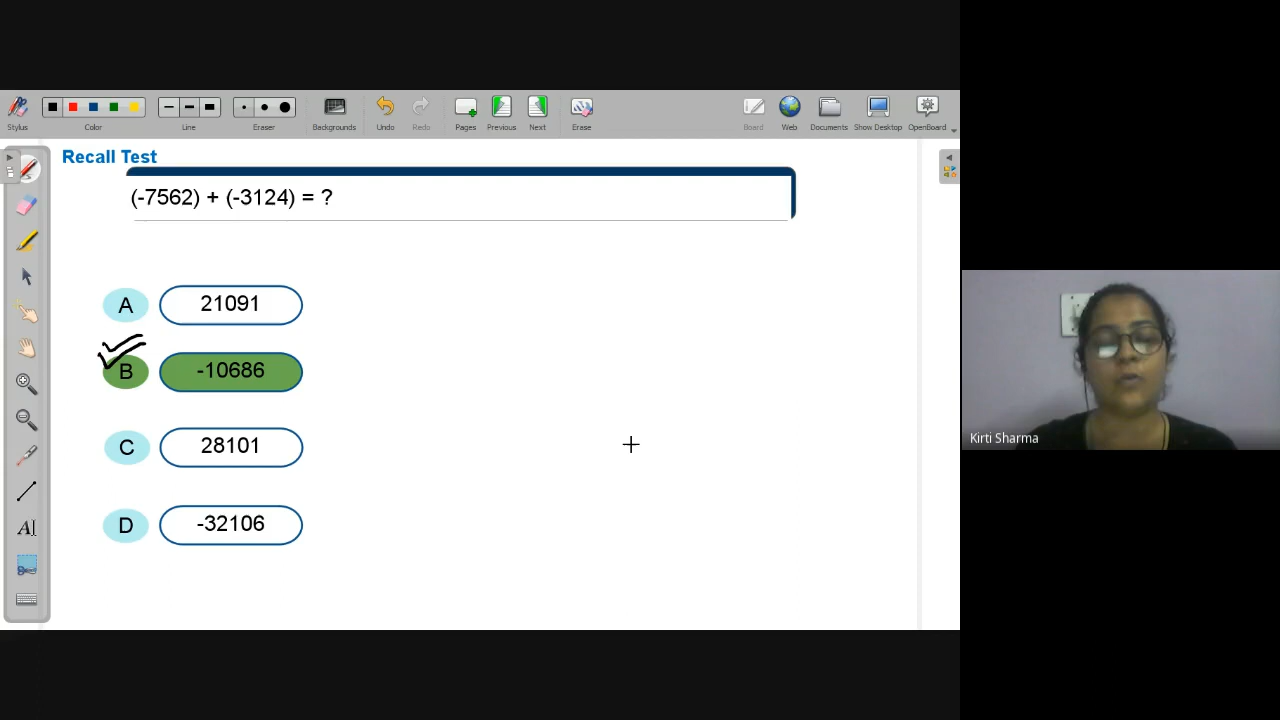 Stylus
Color
Line
Eraser
Backgrounds
Undo
Redo
Pages
Previous
Next
Erase
Board
Web
Documents
Show Desktop
OpenBoard
Recall Test
(-7562) + (-3124) = ?
A 21091
B -10686
C 28101
D -32106
A
Kirti Sharma